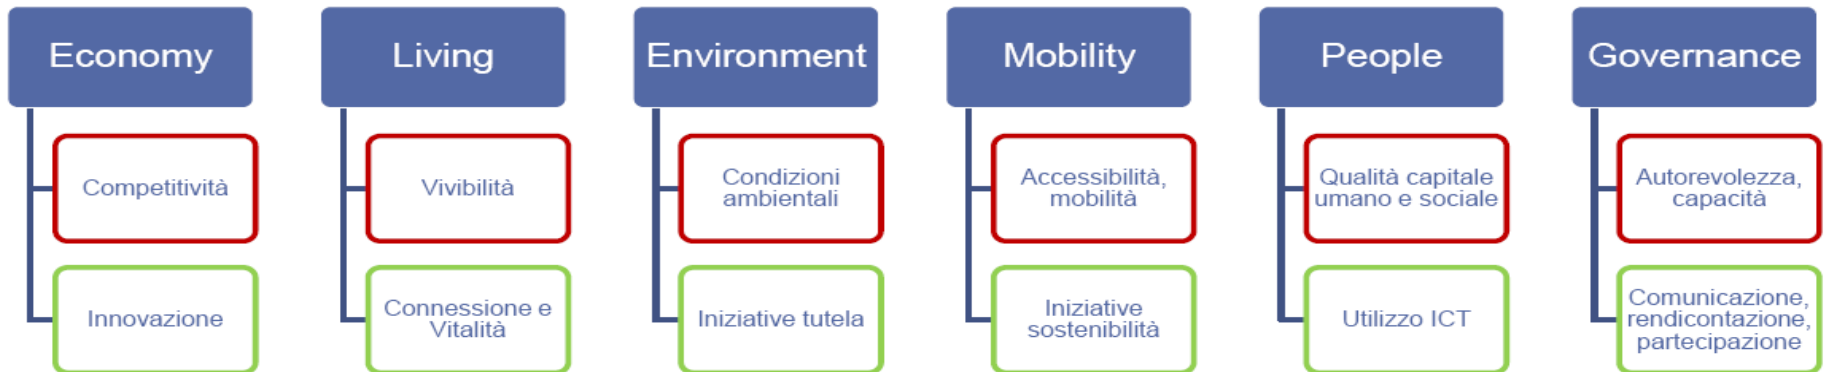 Economy
Living
Environment
Mobility
People
Governance
Competitività
Vivibilità
Condizioni
ambientali
Accessibilità,
mobilità
Qualità capitale
umano e sociale
Autorevolezza,
capacità
Innovazione
Connessione e
Vitalità
Iniziative tutela
Iniziative
sostenibilità
Utilizzo ICT
Comunicazione,
rendicontazione,
partecipazione